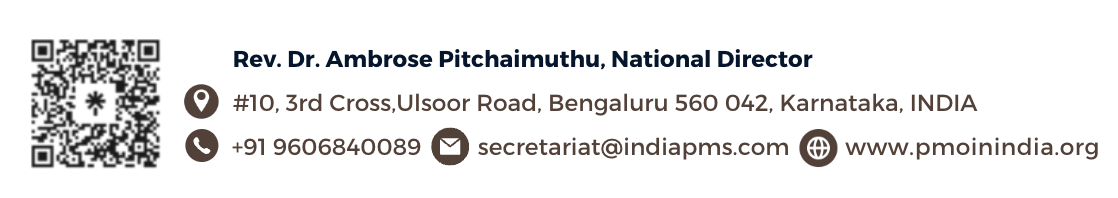 Rev. Dr. Ambrose Pitchaimuthu, National Director
#10, 3rd Cross,Ulsoor Road, Bengaluru 560 042, Karnataka, INDIA
+91 9606840089 secretariat@indiapms.com www.pmoinindia.org